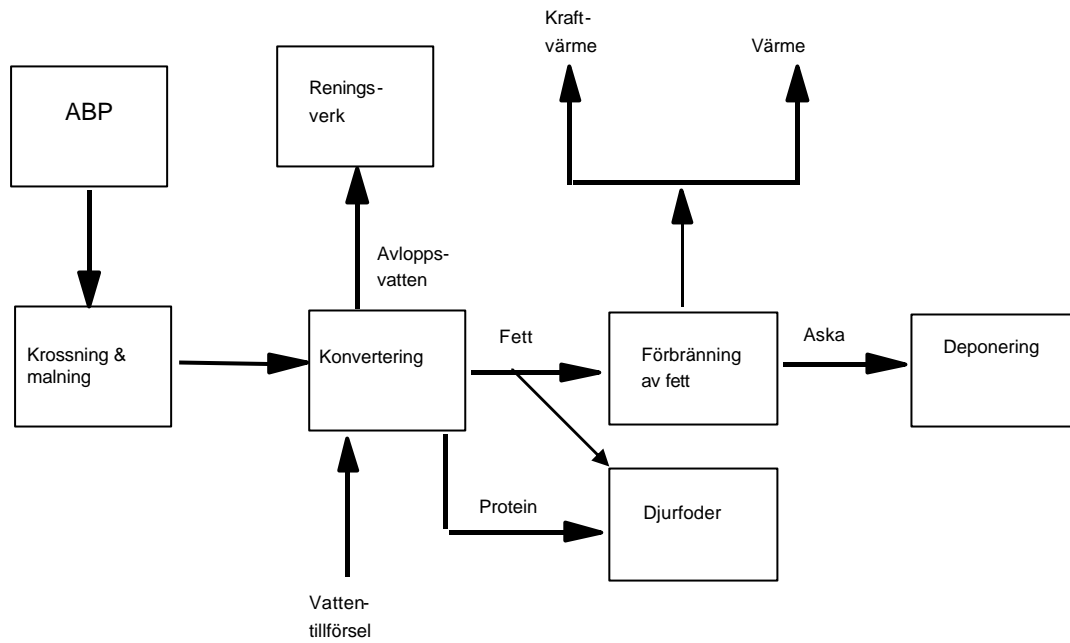 Kraft-
värme
Värme
ABP
Renings-
verk
Avlopps-
vatten
Krossning &
malning
Konvertering
Fett
Förbränning
av fett
Aska
Deponering
Protein
Djurfoder
Vatten-
tillförsel